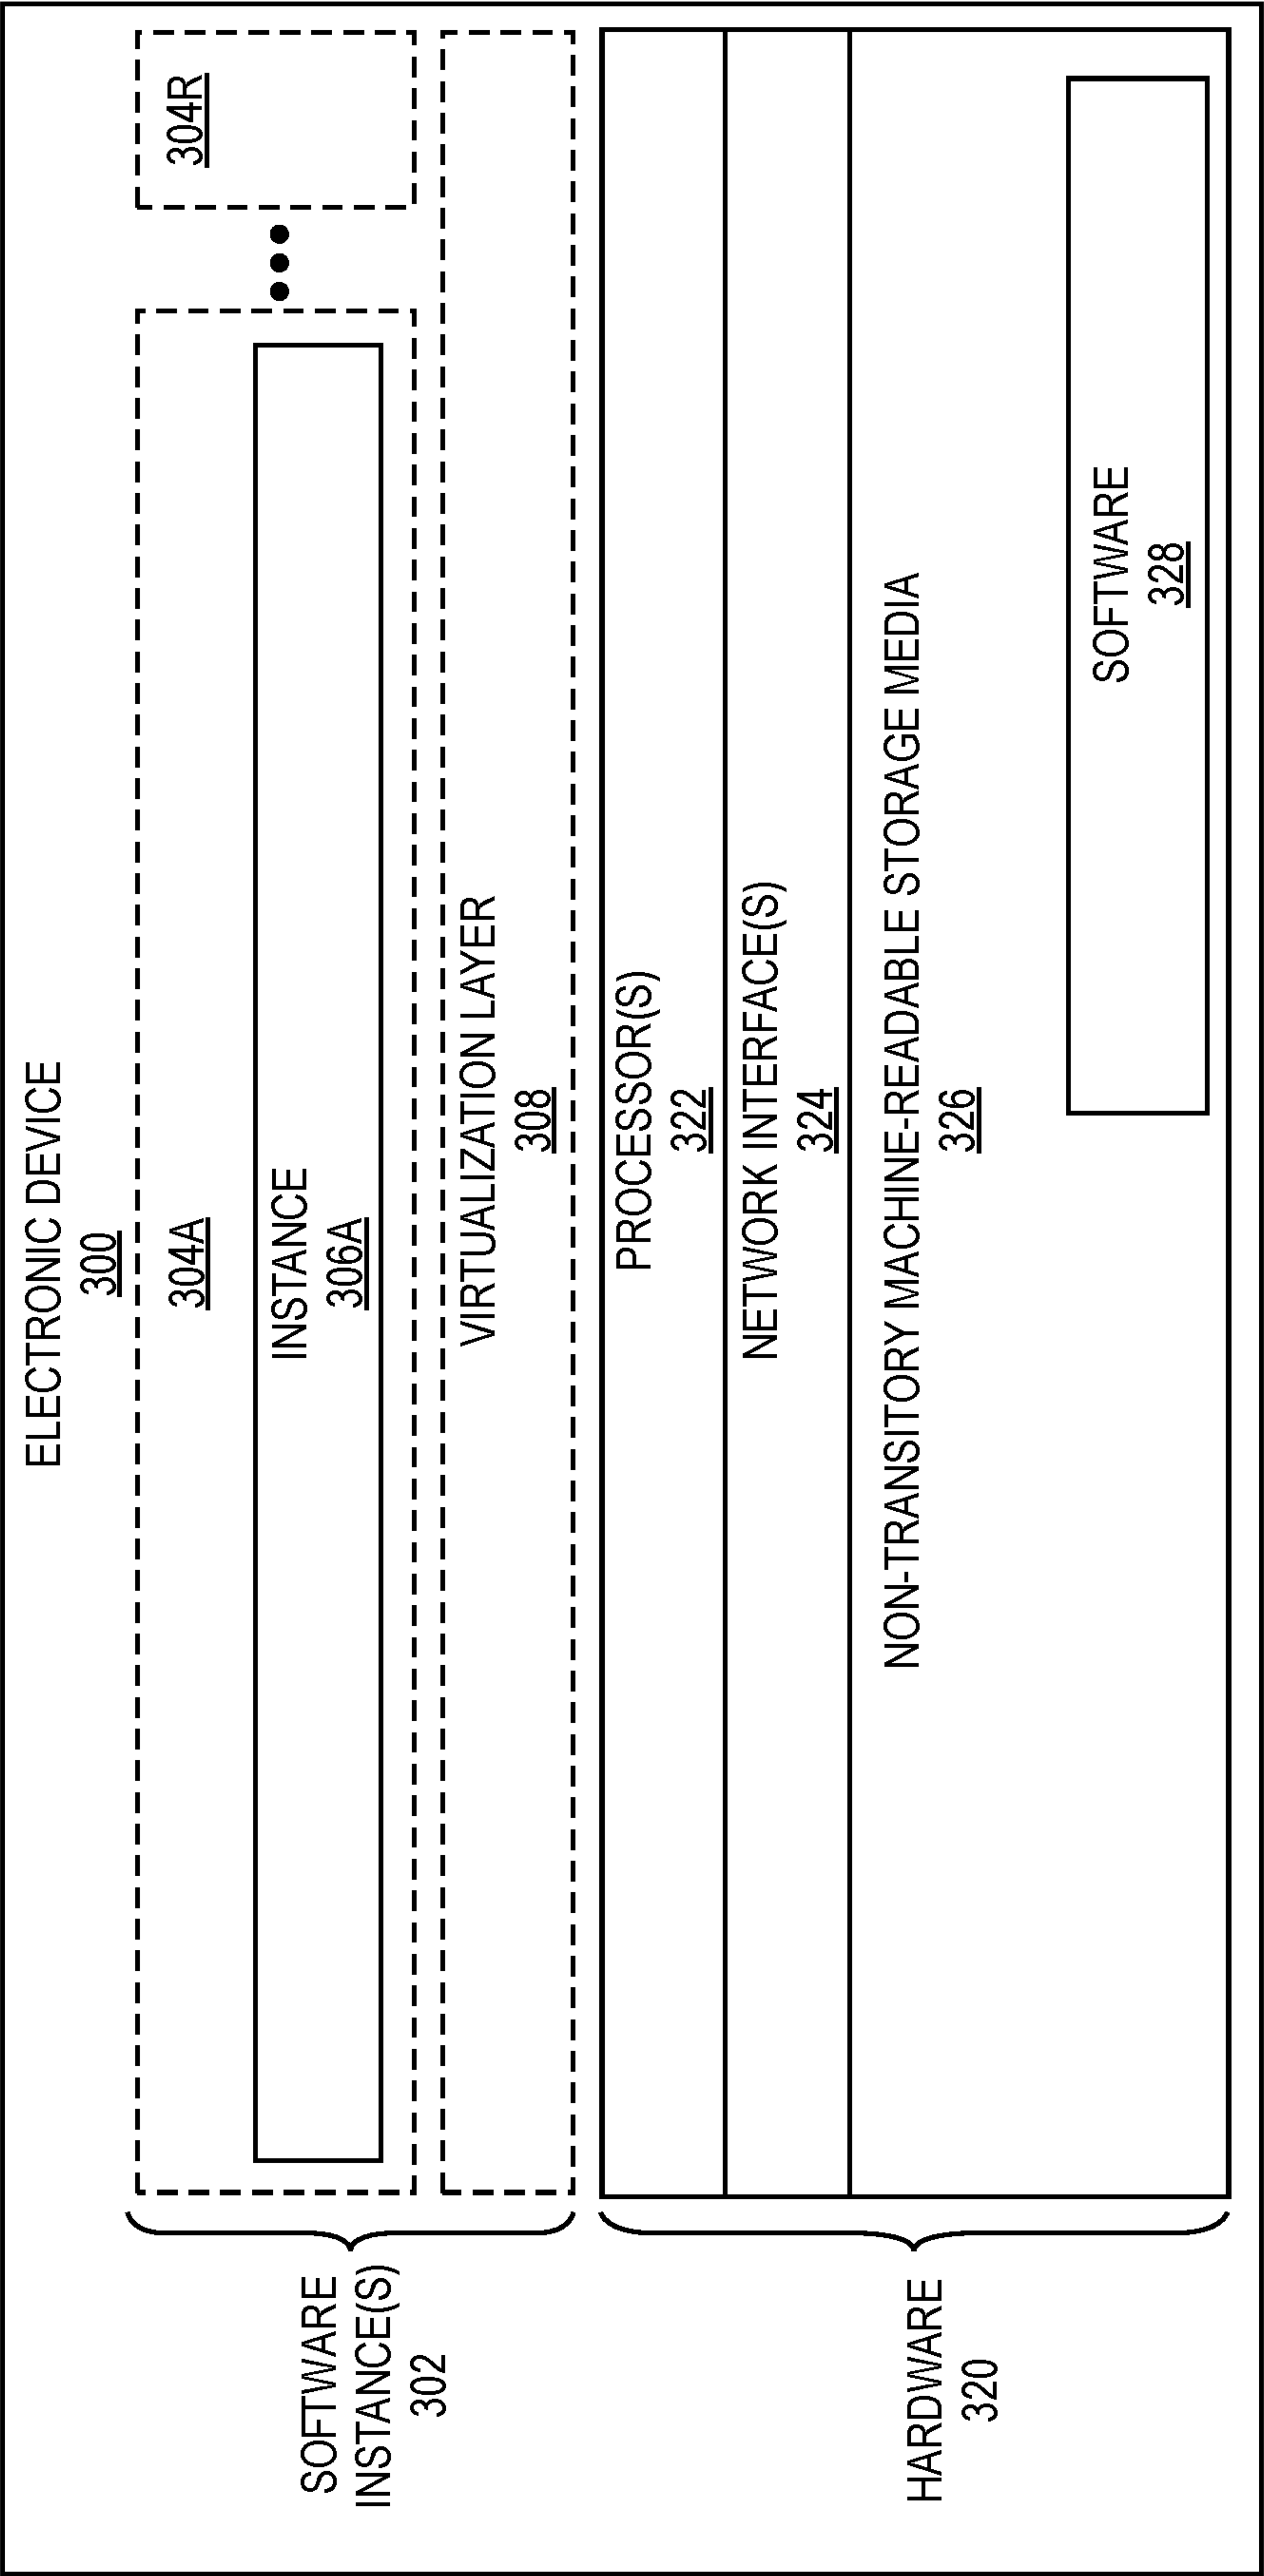 ELECTRONIC DEVICE
300
304A
304R
INSTANCE
306A
VIRTUALIZATION LAYER
308
SOFTWARE
INSTANCE(S)
302
PROCESSOR(S)
322
NETWORK INTERFACE(S)
324
NON-TRANSITORY MACHINE-READABLE STORAGE MEDIA
326
SOFTWARE
328
HARDWARE
320